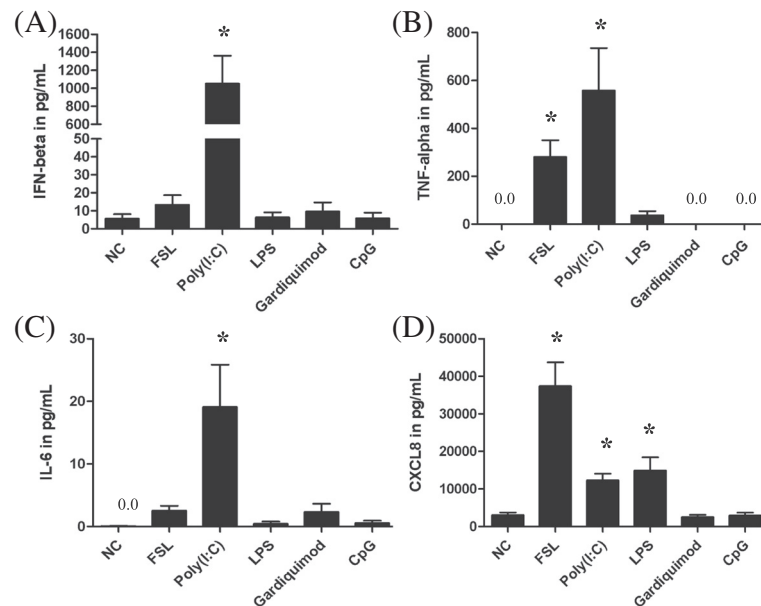 (A)
IFN-beta in pg/mL
1600
1400
1200
1000
800
600
40
30
20
10
0
*
NC
FSL
Poly(I:C)
LPS
Gardiquimod
CpG
(B)
TNF-alpha in pg/mL
800
600
400
200
0
0.0
*
*
0.0
0.0
NC
FSL
Poly(I:C)
LPS
Gardiquimod
CpG
(C)
IL-6 in pg/mL
30
20
10
0
0.0
*
NC
FSL
Poly(I:C)
LPS
Gardiquimod
CpG
(D)
CXCL8 in pg/mL
50000
40000
30000
20000
10000
0
*
*
*
NC
FSL
Poly(I:C)
LPS
Gardiquimod
CpG